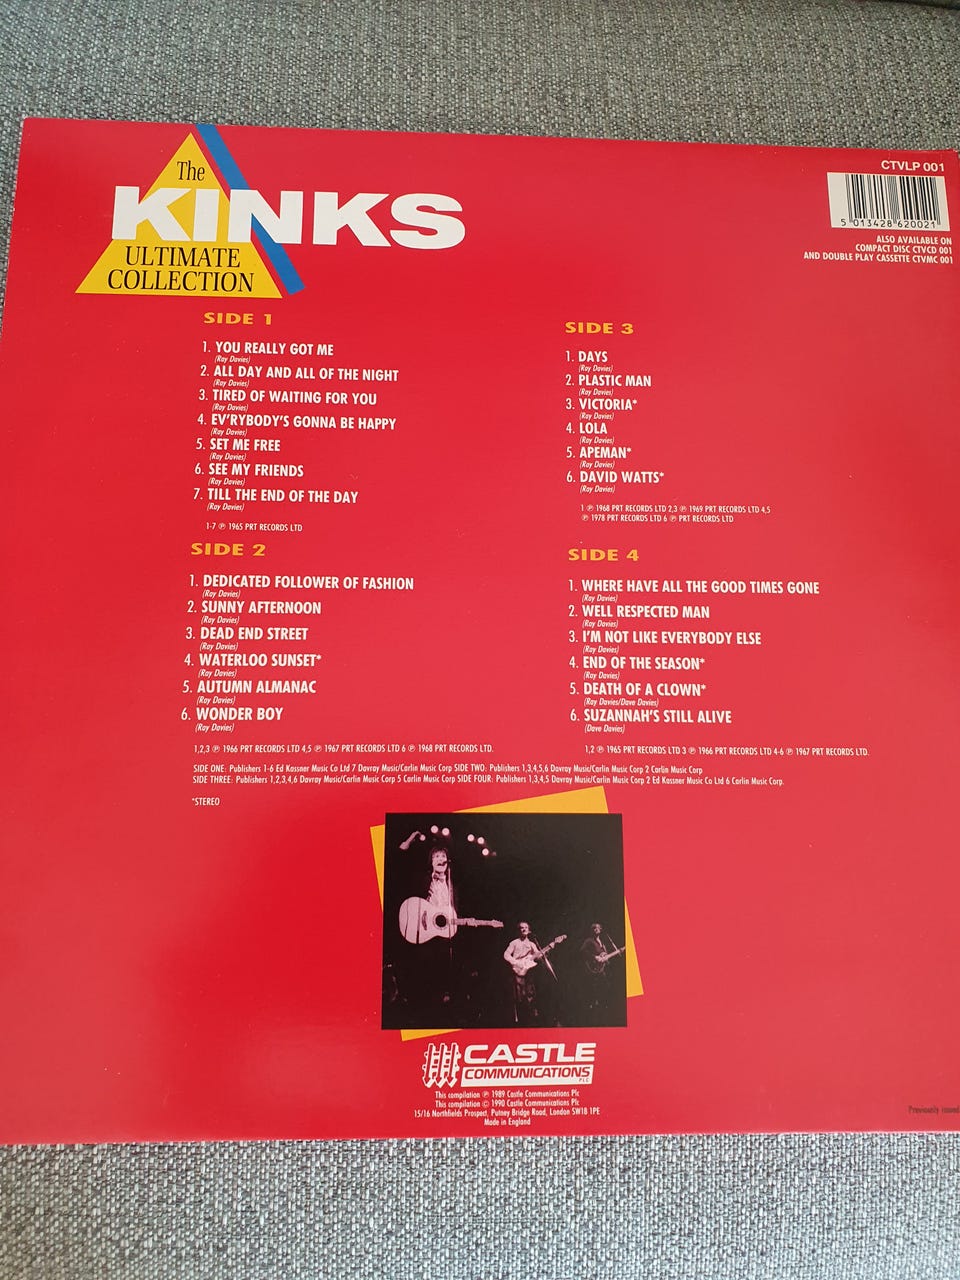 The
KINKS
ULTIMATE
COLLECTION
CTVLP 001
5 013428 620021
ALSO AVAILABLE ON
COMPACT DISC CTVCD 001
AND DOUBLE PLAY CASSETTE CTVMC 001
SIDE 1
1. YOU REALLY GOT ME
(Ray Davies)
2. ALL DAY AND ALL OF THE NIGHT
(Ray Davies)
3. TIRED OF WAITING FOR YOU
(Ray Davies)
4. EV'RYBODY'S GONNA BE HAPPY
(Ray Davies)
5. SET ME FREE
(Ray Davies)
6. SEE MY FRIENDS
(Ray Davies)
7. TILL THE END OF THE DAY
(Ray Davies)
1-7 ℗ 1965 PRT RECORDS LTD
SIDE 2
1. DEDICATED FOLLOWER OF FASHION
(Ray Davies)
2. SUNNY AFTERNOON
(Ray Davies)
3. DEAD END STREET
(Ray Davies)
4. WATERLOO SUNSET*
(Ray Davies)
5. AUTUMN ALMANAC
(Ray Davies)
6. WONDER BOY
(Ray Davies)
1,2,3 ℗ 1966 PRT RECORDS LTD 4,5 ℗ 1967 PRT RECORDS LTD 6 ℗ 1968 PRT RECORDS LTD.
SIDE 3
1. DAYS
(Ray Davies)
2. PLASTIC MAN
(Ray Davies)
3. VICTORIA*
(Ray Davies)
4. LOLA
(Ray Davies)
5. APEMAN*
(Ray Davies)
6. DAVID WATTS*
(Ray Davies)
1 ℗ 1968 PRT RECORDS LTD 2,3 ℗ 1969 PRT RECORDS LTD 4,5
℗ 1978 PRT RECORDS LTD 6 ℗ PRT RECORDS LTD
SIDE 4
1. WHERE HAVE ALL THE GOOD TIMES GONE
(Ray Davies)
2. WELL RESPECTED MAN
(Ray Davies)
3. I'M NOT LIKE EVERYBODY ELSE
(Ray Davies)
4. END OF THE SEASON*
(Ray Davies)
5. DEATH OF A CLOWN*
(Ray Davies/Dave Davies)
6. SUZANNAH'S STILL ALIVE
(Dave Davies)
1,2 ℗ 1965 PRT RECORDS LTD 3 ℗ 1966 PRT RECORDS LTD 4-6 ℗ 1967 PRT RECORDS LTD.
SIDE ONE: Publishers 1-6 Ed Kassner Music Co Ltd 7 Davray Music/Carlin Music Corp SIDE TWO: Publishers 1,3,4,5,6 Davray Music/Carlin Music Corp 2 Carlin Music Corp
SIDE THREE: Publishers 1,2,3,4,6 Davray Music/Carlin Music Corp 5 Carlin Music Corp SIDE FOUR: Publishers 1,3,4,5 Davray Music/Carlin Music Corp 2 Ed Kassner Music Co Ltd 6 Carlin Music Corp.
*STEREO
CASTLE
COMMUNICATIONS
PLC
This compilation ℗ 1989 Castle Communications Plc
This compilation © 1990 Castle Communications Plc
15/16 Northfields Prospect, Putney Bridge Road, London SW18 1PE
Made in England
Previously issued